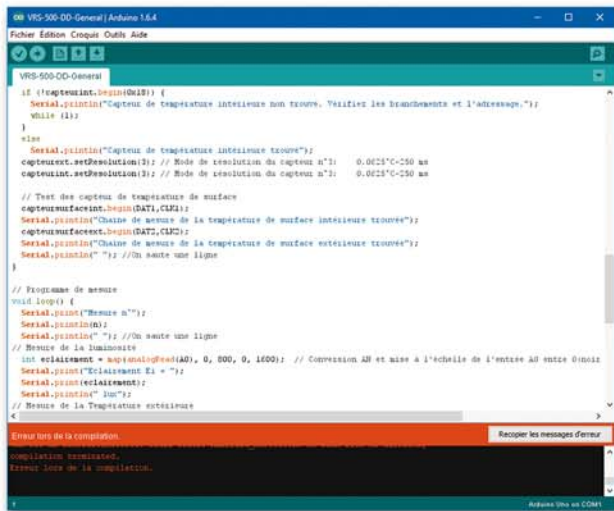 VRS-500-DD-General | Arduino 1.6.4
Fichier Édition Croquis Outils Aide
VRS-500-DD-General
if (!capteurint.begin(0x18)) {
Serial.println("Capteur de température interieure non trouve. Vérifiez les branchements et l'adressage.");
while (1);
}
else
Serial.println("Capteur de température intérieure trouvé");
capteurext.setResolution(3); // Mode de résolution du capteur n°3: 0.0625°C-250 ms
capteurint.setResolution(3); // Mode de résolution du capteur n°3: 0.0625°C-250 ms
// Test des capteur de température de surface
capteursurfaceint.begin(DAT1,CLK1);
Serial.println("Chaine de mesure de la température de surface intérieure trouvée");
capteursurfaceext.begin(DAT2,CLK2);
Serial.println("Chaine de mesure de la température de surface extérieure trouvée");
Serial.println(" "); //On saute une ligne
}
// Programme de mesure
void loop() {
Serial.print("Mesure n°");
Serial.println(n);
Serial.println(" "); //On saute une ligne
// Mesure de la luminosité
int eclairement = map(analogRead(A0), 0, 800, 0, 1600); // Conversion AN et mise à l'échelle de l'entrée A0 entre 0(noir
Serial.print("Eclairement Ei = ");
Serial.print(eclairement);
Serial.println(" lux");
// Mesure de la Température extérieure
Erreur lors de la compilation.
Recopier les messages d'erreur
compilation terminated.
Erreur lors de la compilation.
1
Arduino Uno on COM1